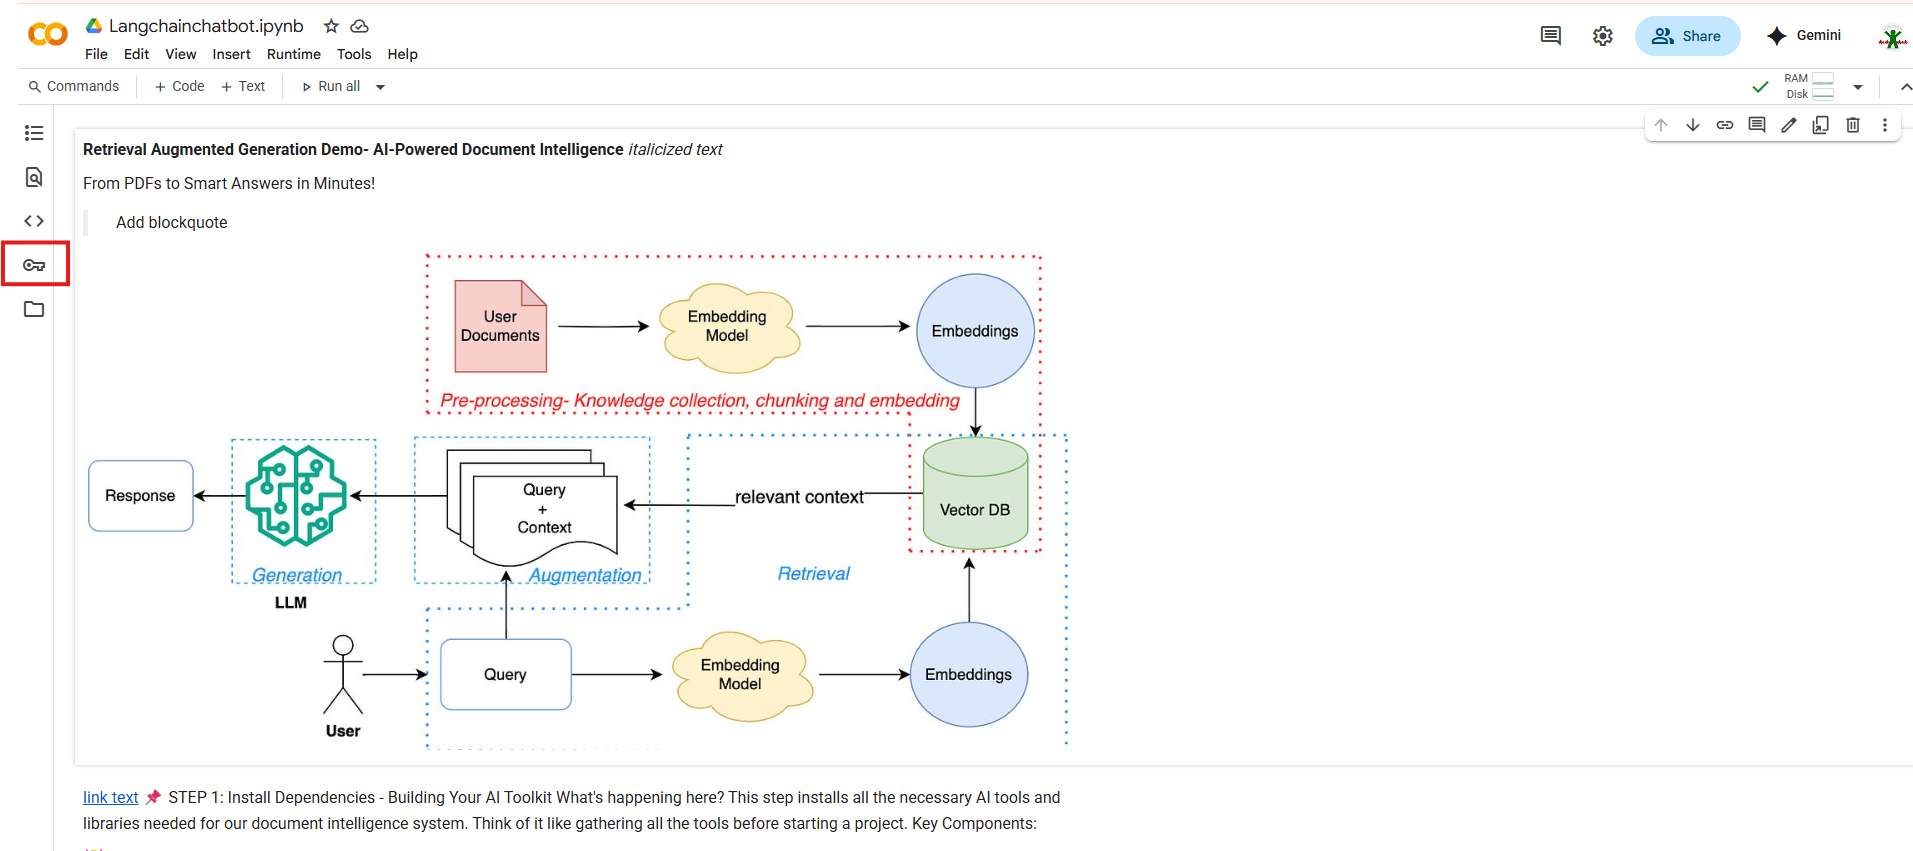 Langchainchatbot.ipynb
File Edit View Insert Runtime Tools Help
Share
Gemini
Commands + Code + Text Run all
RAM
Disk
Retrieval Augmented Generation Demo- AI-Powered Document Intelligence italicized text
From PDFs to Smart Answers in Minutes!
Add blockquote
User
Documents
Embedding
Model
Embeddings
Pre-processing- Knowledge collection, chunking and embedding
Response
Generation
LLM
Query
+
Context
Augmentation
relevant context
Vector DB
Retrieval
User
Query
Embedding
Model
Embeddings
link text 📌 STEP 1: Install Dependencies - Building Your AI Toolkit What's happening here? This step installs all the necessary AI tools and
libraries needed for our document intelligence system. Think of it like gathering all the tools before starting a project. Key Components: